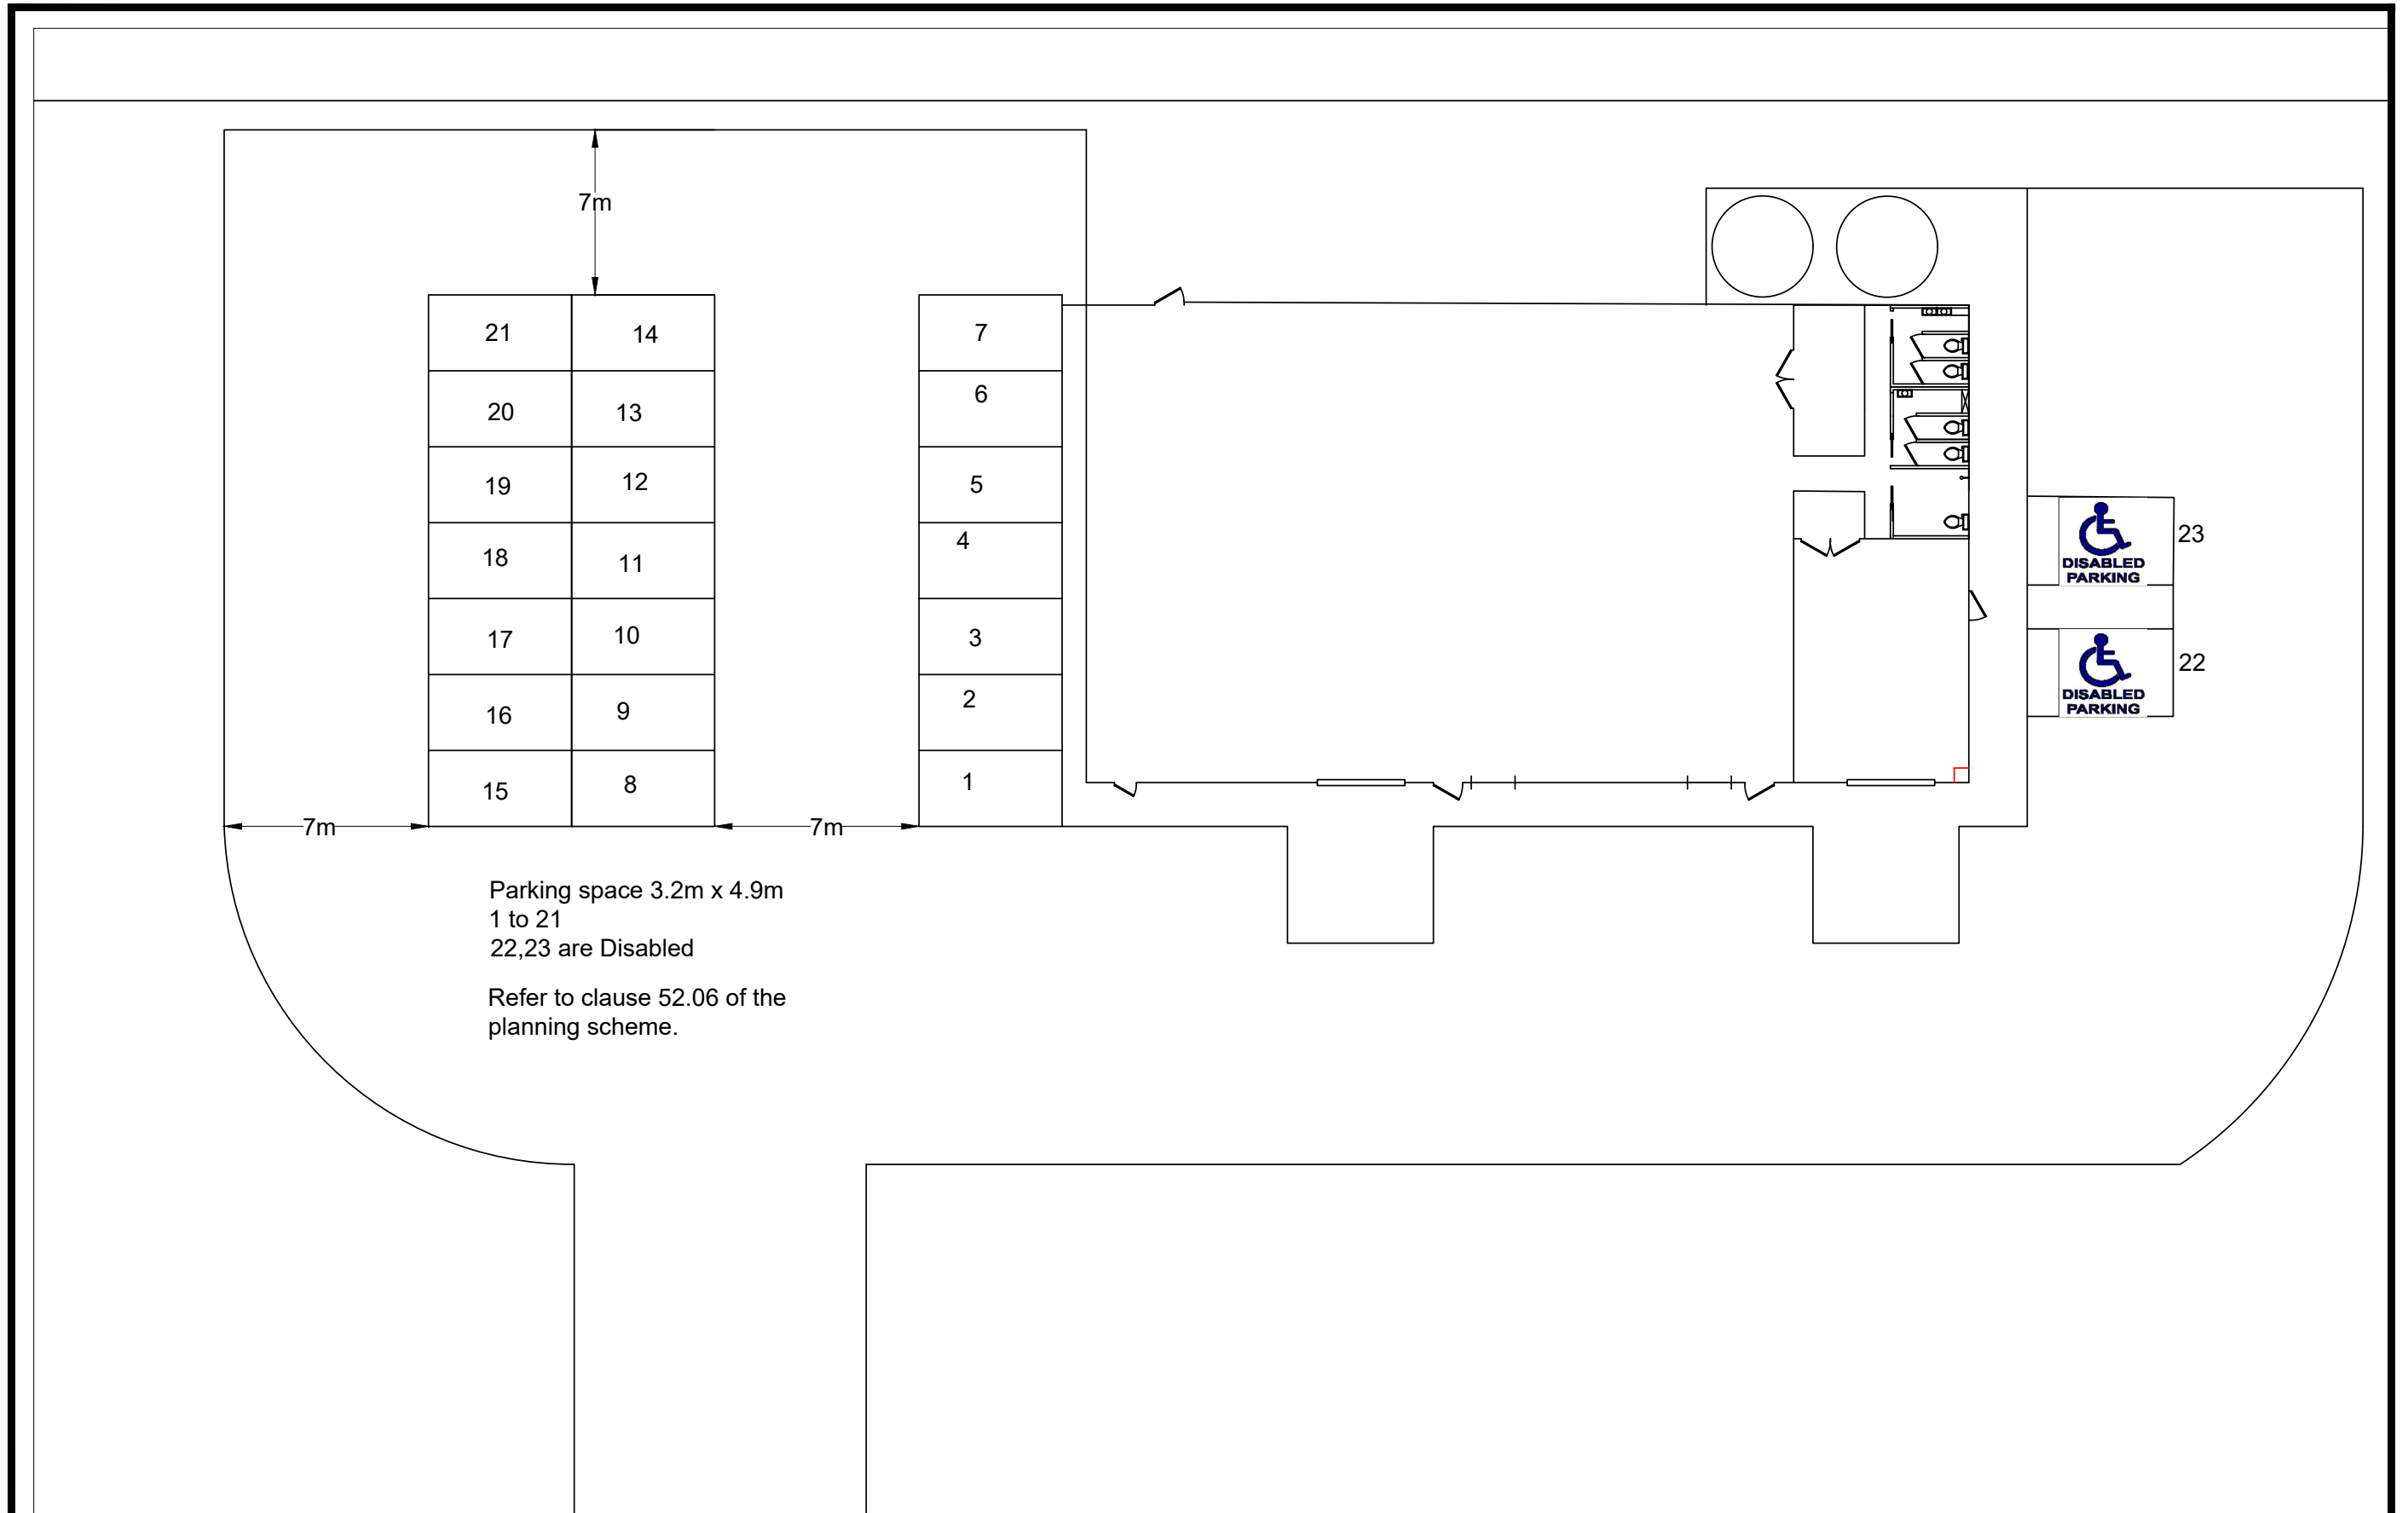 7m
21
14
7
20
13
6
19
12
5
18
11
4
17
10
3
16
9
2
15
8
1
7m
7m
DISABLED
PARKING
23
DISABLED
PARKING
22
Parking space 3.2m x 4.9m
1 to 21
22,23 are Disabled
Refer to clause 52.06 of the
planning scheme.